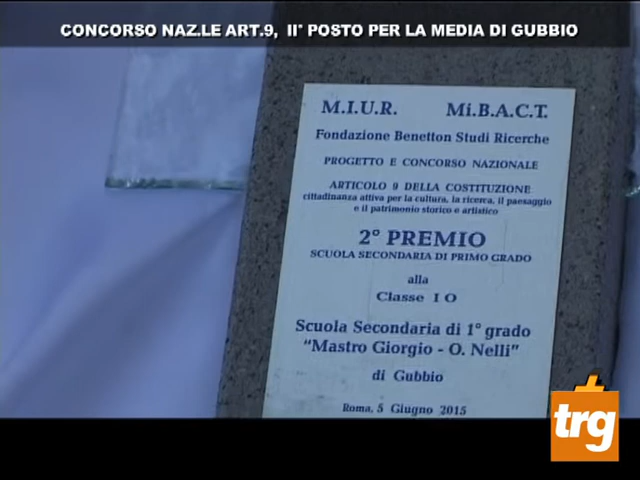 CONCORSO NAZ.LE ART.9, II° POSTO PER LA MEDIA DI GUBBIO
M.I.U.R. Mi.B.A.C.T.
Fondazione Benetton Studi Ricerche
PROGETTO E CONCORSO NAZIONALE
ARTICOLO 9 DELLA COSTITUZIONE
cittadinanza attiva per la cultura, la ricerca, il paesaggio
e il patrimonio storico e artistico
2° PREMIO
SCUOLA SECONDARIA DI PRIMO GRADO
alla
Classe I O
Scuola Secondaria di 1° grado
"Mastro Giorgio - O. Nelli"
di Gubbio
Roma, 5 Giugno 2015
trg